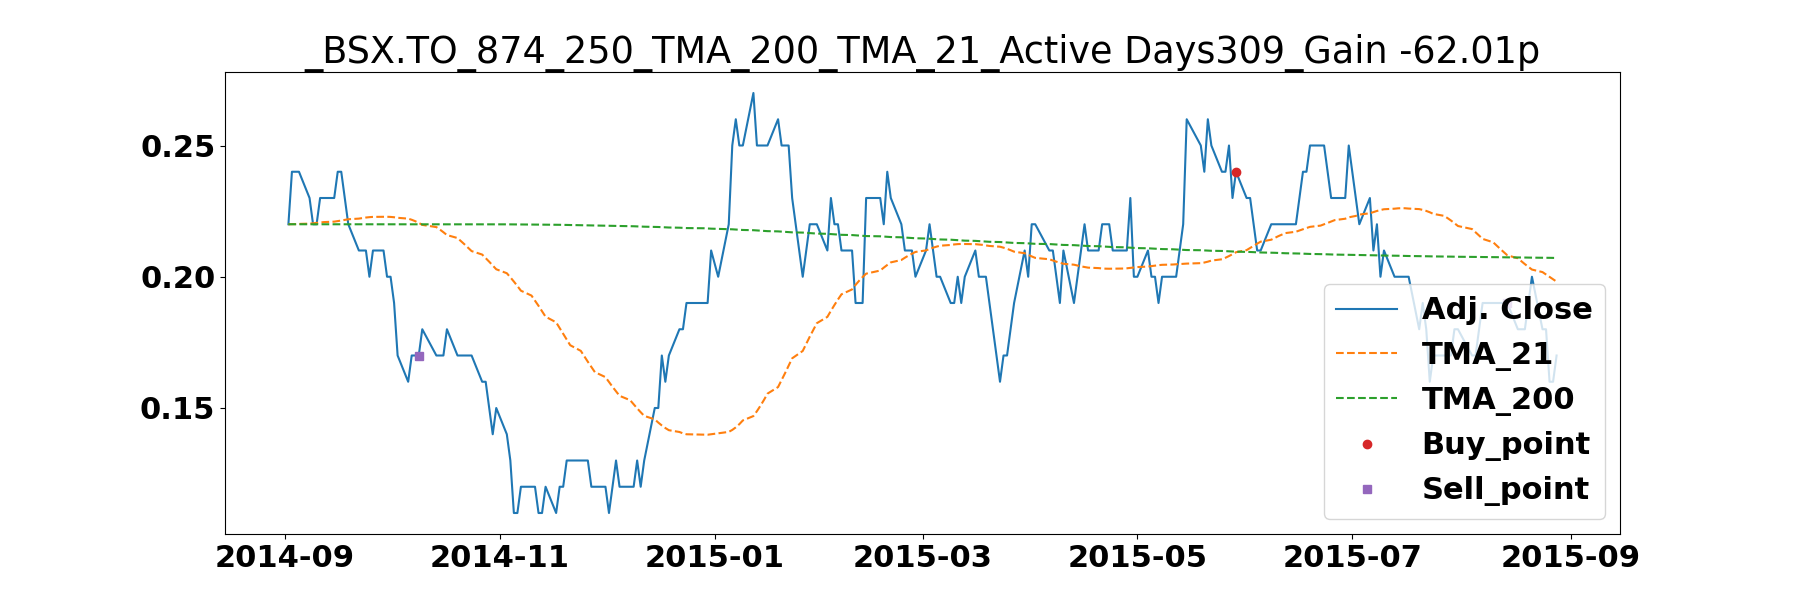 _BSX.TO_874_250_TMA_200_TMA_21_Active Days309_Gain -62.01p
0.25
0.20
0.15
Adj. Close
TMA_21
TMA_200
Buy_point
Sell_point
2014-09 2014-11 2015-01 2015-03 2015-05 2015-07 2015-09